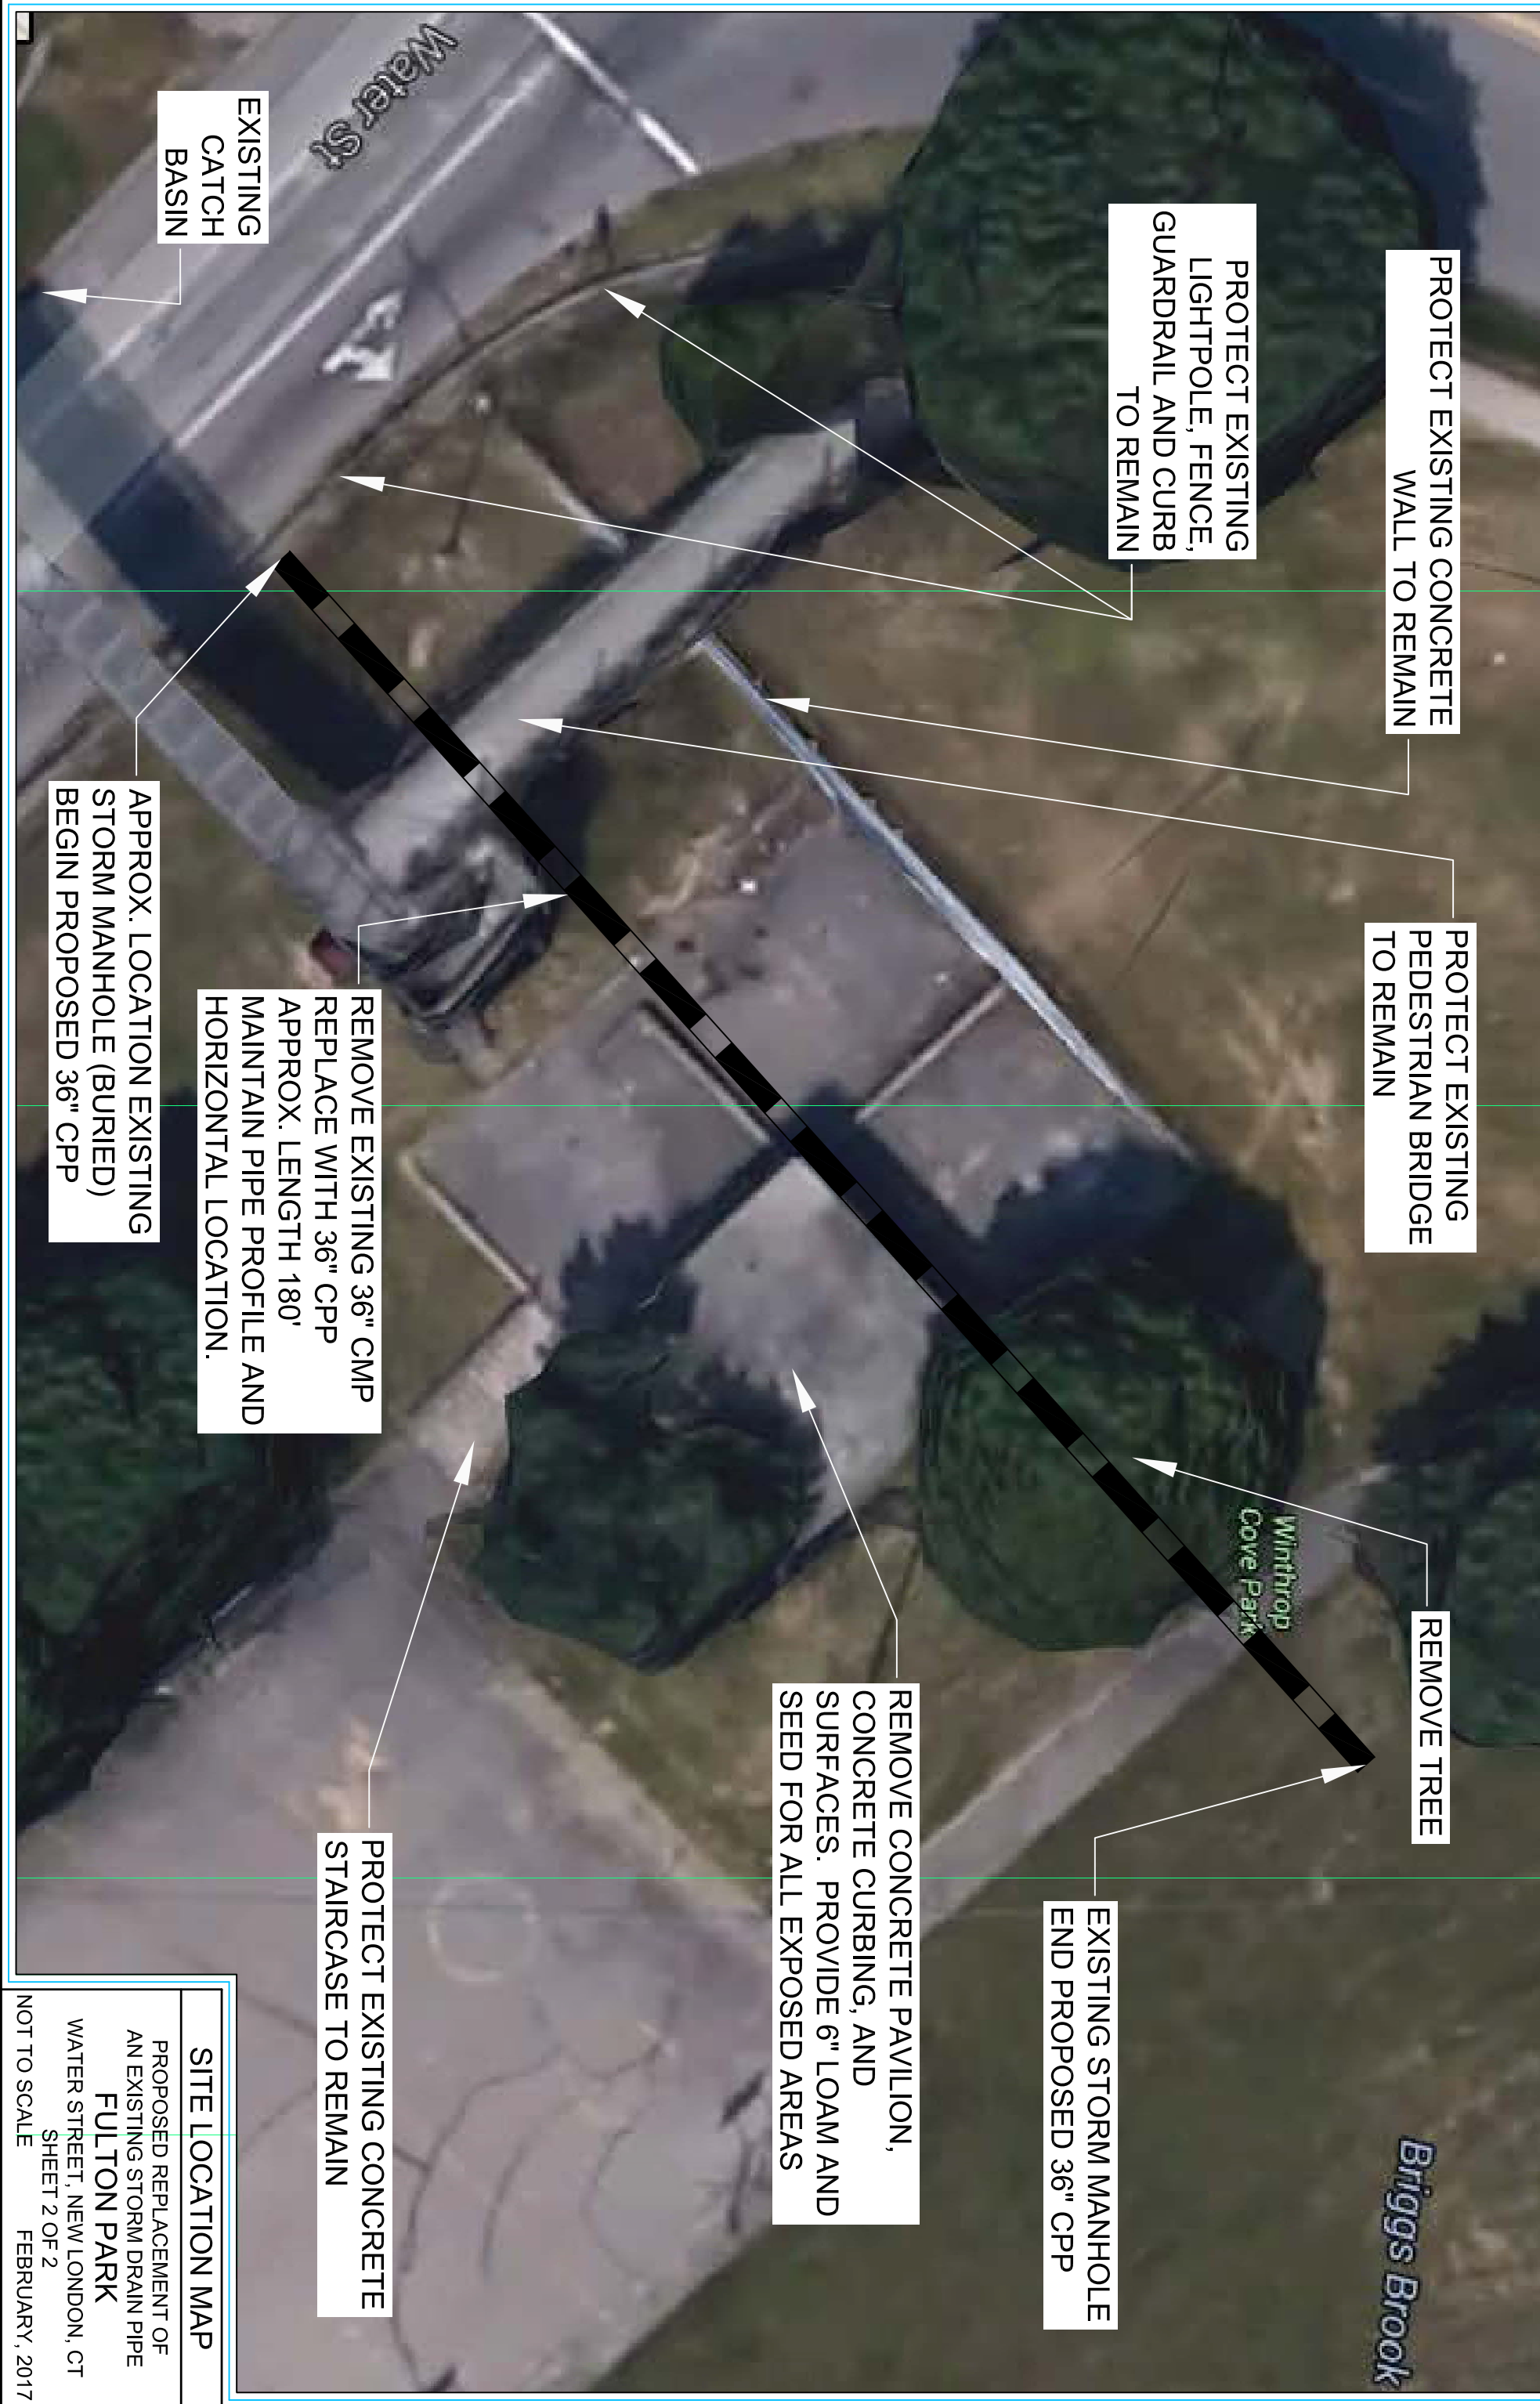 Water St
EXISTING
CATCH
BASIN
PROTECT EXISTING
LIGHTPOLE, FENCE,
GUARDRAIL AND CURB
TO REMAIN
PROTECT EXISTING CONCRETE
WALL TO REMAIN
PROTECT EXISTING
PEDESTRIAN BRIDGE
TO REMAIN
APPROX. LOCATION EXISTING
STORM MANHOLE (BURIED)
BEGIN PROPOSED 36" CPP
REMOVE EXISTING 36" CMP
REPLACE WITH 36" CPP
APPROX. LENGTH 180'
MAINTAIN PIPE PROFILE AND
HORIZONTAL LOCATION.
Winthrop
Cove Park
REMOVE TREE
REMOVE CONCRETE PAVILION,
CONCRETE CURBING, AND
SURFACES. PROVIDE 6" LOAM AND
SEED FOR ALL EXPOSED AREAS
PROTECT EXISTING CONCRETE
STAIRCASE TO REMAIN
EXISTING STORM MANHOLE
END PROPOSED 36" CPP
Briggs Brook
SITE LOCATION MAP
PROPOSED REPLACEMENT OF
AN EXISTING STORM DRAIN PIPE
FULTON PARK
WATER STREET, NEW LONDON, CT
SHEET 2 OF 2
NOT TO SCALE FEBRUARY, 2017